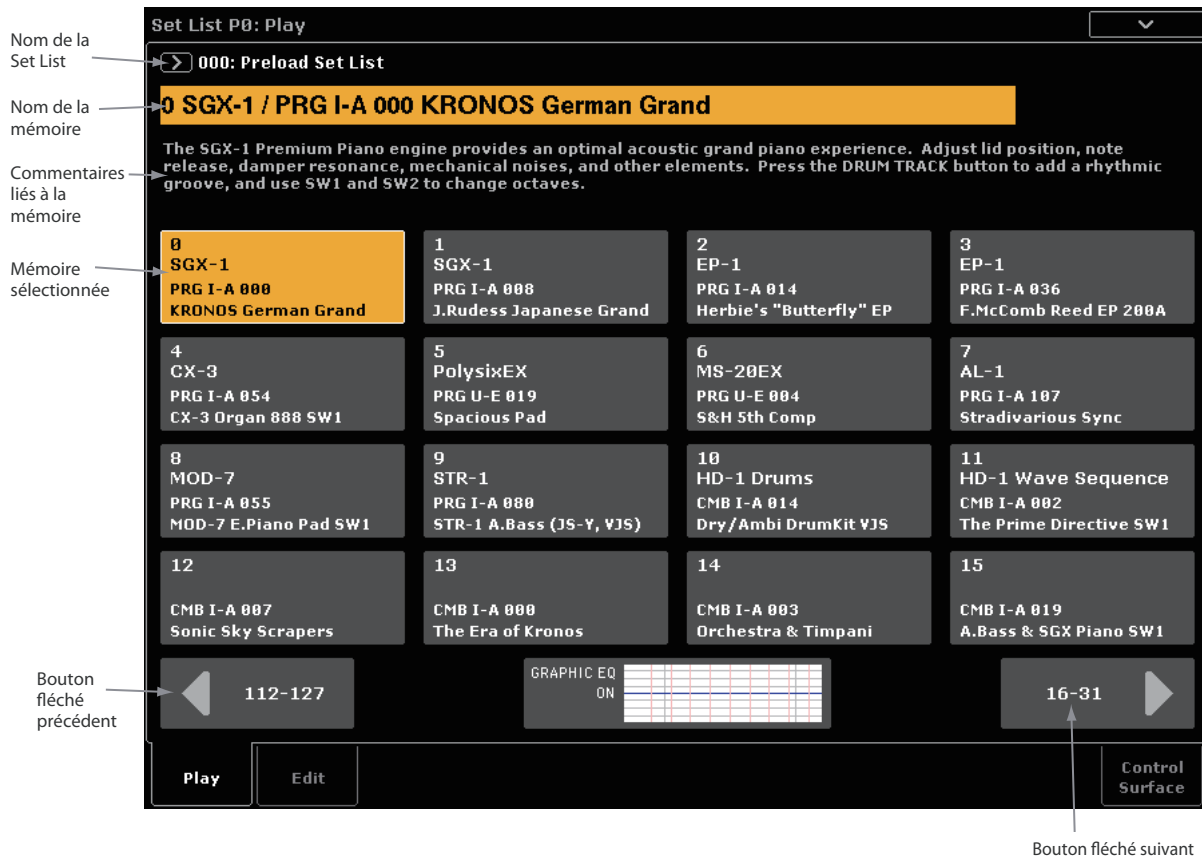 Set List P0: Play
Nom de la
Set List
000: Preload Set List
Nom de la
mémoire
0 SGX-1 / PRG I-A 000 KRONOS German Grand
Commentaires
liés à la
mémoire
The SGX-1 Premium Piano engine provides an optimal acoustic grand piano experience. Adjust lid position, note
release, damper resonance, mechanical noises, and other elements. Press the DRUM TRACK button to add a rhythmic
groove, and use SW1 and SW2 to change octaves.
Mémoire
sélectionnée
0
SGX-1
PRG I-A 000
KRONOS German Grand
1
SGX-1
PRG I-A 008
J.Rudess Japanese Grand
2
EP-1
PRG I-A 014
Herbie's "Butterfly" EP
3
EP-1
PRG I-A 036
F.McComb Reed EP 200A
4
CX-3
PRG I-A 054
CX-3 Organ 888 SW1
5
PolysixEX
PRG U-E 019
Spacious Pad
6
MS-20EX
PRG U-E 004
S&H 5th Comp
7
AL-1
PRG I-A 107
Stradivarious Sync
8
MOD-7
PRG I-A 055
MOD-7 E.Piano Pad SW1
9
STR-1
PRG I-A 080
STR-1 A.Bass (JS-Y, VJS)
10
HD-1 Drums
CMB I-A 014
Dry/Ambi DrumKit VJS
11
HD-1 Wave Sequence
CMB I-A 002
The Prime Directive SW1
12
CMB I-A 007
Sonic Sky Scrapers
13
CMB I-A 000
The Era of Kronos
14
CMB I-A 003
Orchestra & Timpani
15
CMB I-A 019
A.Bass & SGX Piano SW1
Bouton
fléché
précédent
112-127
GRAPHIC EQ
ON
16-31
Play
Edit
Control
Surface
Bouton fléché suivant